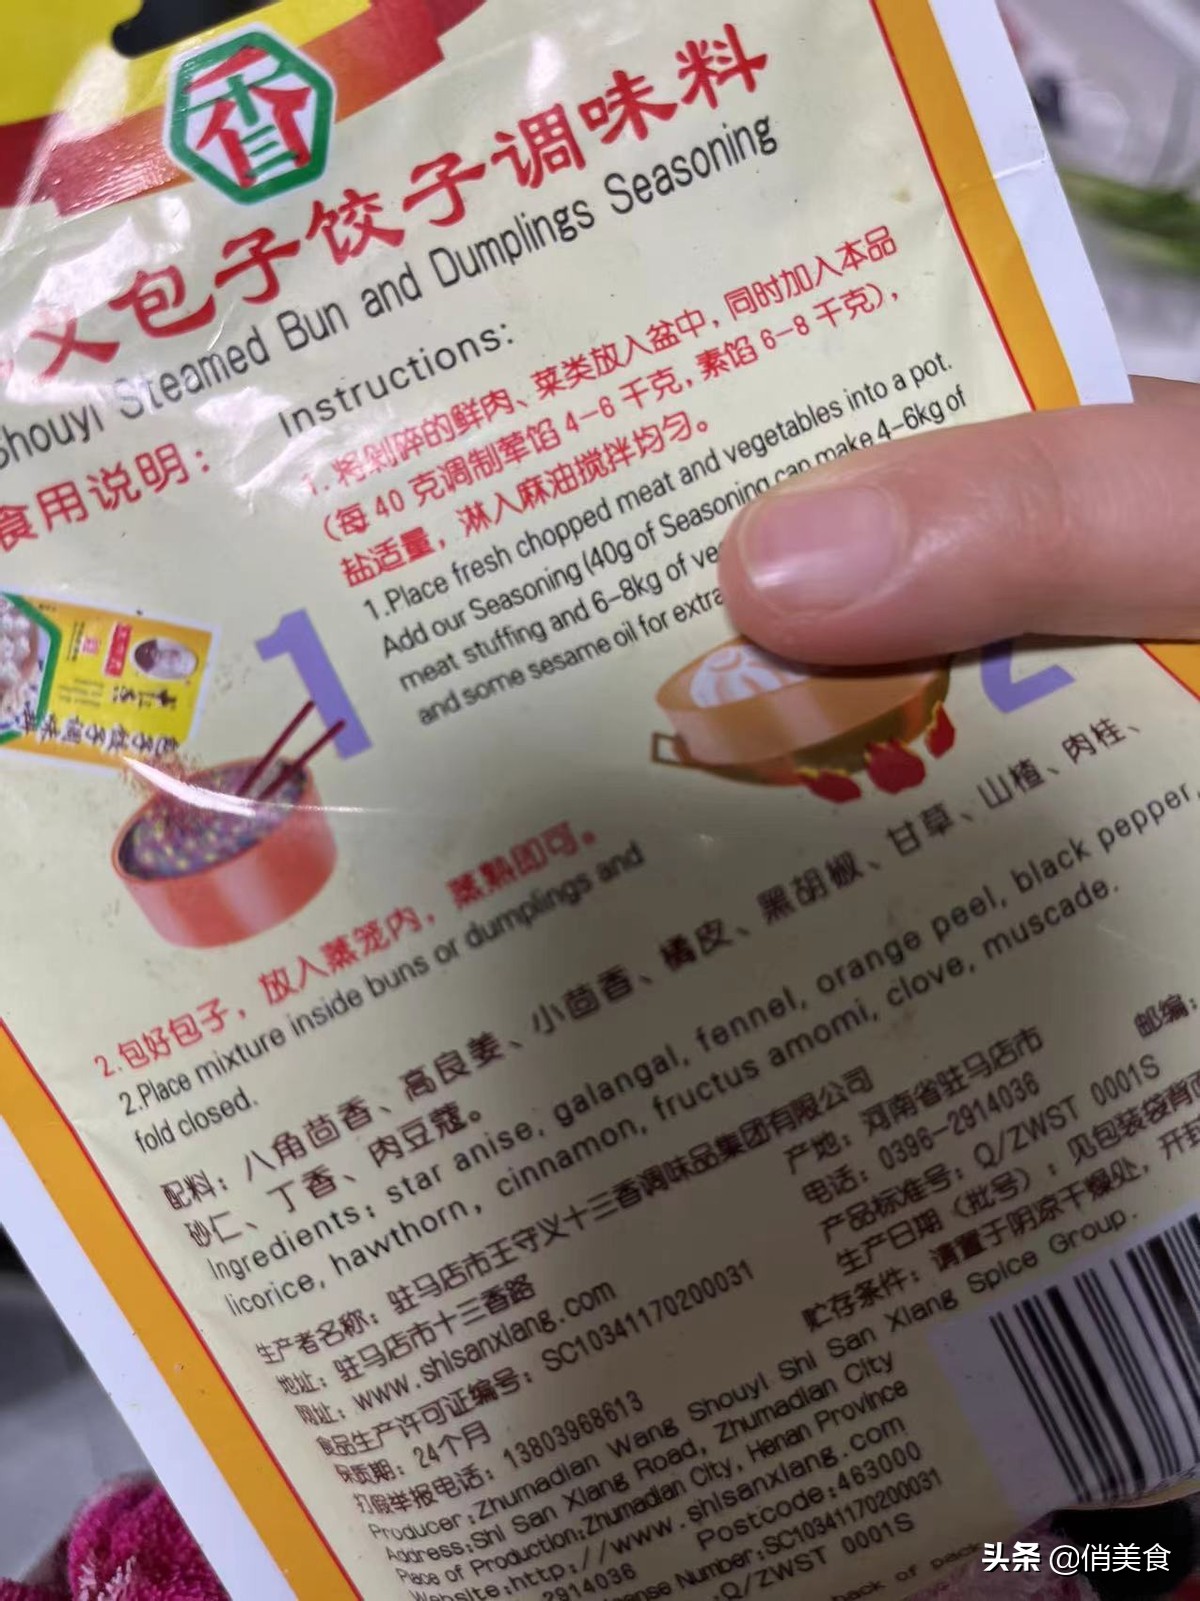 香
义包子饺子调味料
Shouyi Steamed Bun and Dumplings Seasoning
食用说明:
Instructions:
1.将剁碎的鲜肉、菜类放入盆中,同时加入本品
(每40克调制荤馅4-6千克,素馅6-8千克),
盐适量,淋入麻油搅拌均匀。
1.Place fresh chopped meat and vegetables into a pot.
Add our Seasoning (40g of Seasoning can make 4-6kg of
meat stuffing and 6-8kg of
and some sesame oil for extra
1
2
包子饺子调味料
2.包好包子,放入蒸笼内,蒸熟即可。
2.Place mixture inside buns or dumplings and
fold closed.
配料:八角茴香、高良姜、小茴香、橘皮、黑胡椒、甘草、山楂、肉桂、
砂仁、丁香、肉豆蔻。
Ingredients: star anise, galangal, fennel, orange peel, black pepper,
licorice, hawthorn, cinnamon, fructus amomi, clove, muscade.
生产者名称:驻马店市王守义十三香调味品集团有限公司
地址:驻马店市十三香路
产地:河南省驻马店市
邮编:
网址:www.shisanxiang.com
电话:0396-2914036
食品生产许可证编号:SC10341170200031
产品标准号:Q/ZWST 0001S
保质期:24个月
生产日期(批号):见包装袋背面
打假举报电话:13803968613
贮存条件:请置于阴凉干燥处,开封
Producer:Zhumadian Wang Shouyi Shi San Xiang Spice Group.
Address:Shi San Xiang Road, Zhumadian City
Place of Production:Zhumadian City, Henan Province
Website:http://www.shisanxiang.com
2914036 Postcode:463000
ense Number:SC10341170200031
:Q/ZWST 0001S
back of pack
头条 @俏美食